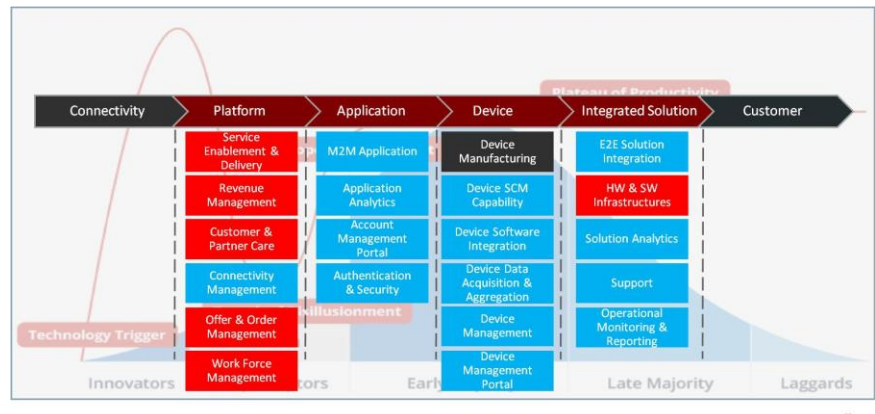 Plateau of Productivity
Connectivity
Platform
Application
Device
Integrated Solution
Customer
Service
Enablement &
Delivery
Revenue
Management
Customer &
Partner Care
Connectivity
Management
Offer & Order
Management
Work Force
Management
M2M Application
Application
Analytics
Account
Management
Portal
Authentication
& Security
Device
Manufacturing
Device SCM
Capability
Device Software
Integration
Device Data
Acquisition &
Aggregation
Device
Management
Device
Management
Portal
E2E Solution
Integration
HW & SW
Infrastructures
Solution Analytics
Support
Operational
Monitoring &
Reporting
Technology Trigger
Innovators
Late Majority
Laggards